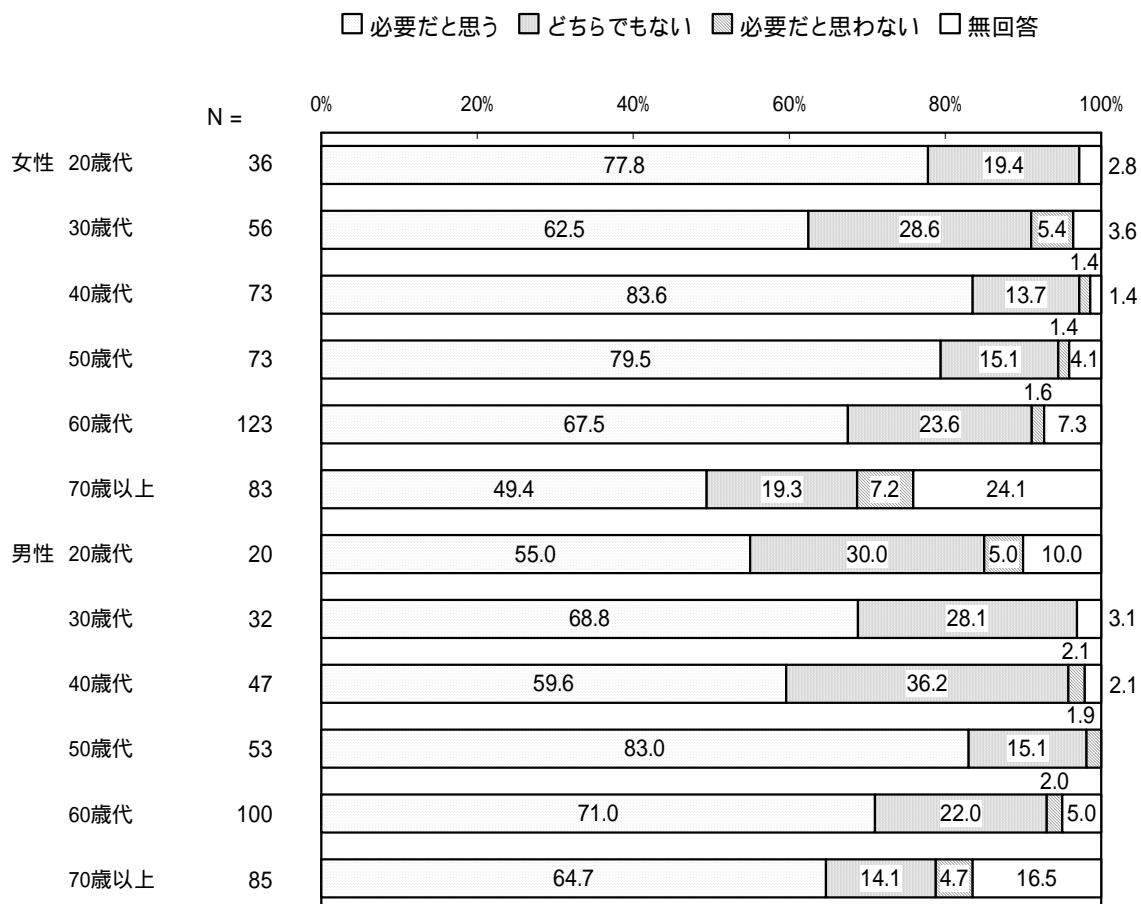 必要だと思う どちらでもない 必要だと思わない 無回答
N = 0% 20% 40% 60% 80% 100%
女性 20歳代 36 77.8 19.4 2.8
30歳代 56 62.5 28.6 5.4 3.6
1.4
40歳代 73 83.6 13.7 1.4
1.4
50歳代 73 79.5 15.1 4.1
1.6
60歳代 123 67.5 23.6 7.3
70歳以上 83 49.4 19.3 7.2 24.1
男性 20歳代 20 55.0 30.0 5.0 10.0
30歳代 32 68.8 28.1 3.1
2.1
40歳代 47 59.6 36.2 2.1
1.9
50歳代 53 83.0 15.1
2.0
60歳代 100 71.0 22.0 5.0
70歳以上 85 64.7 14.1 4.7 16.5